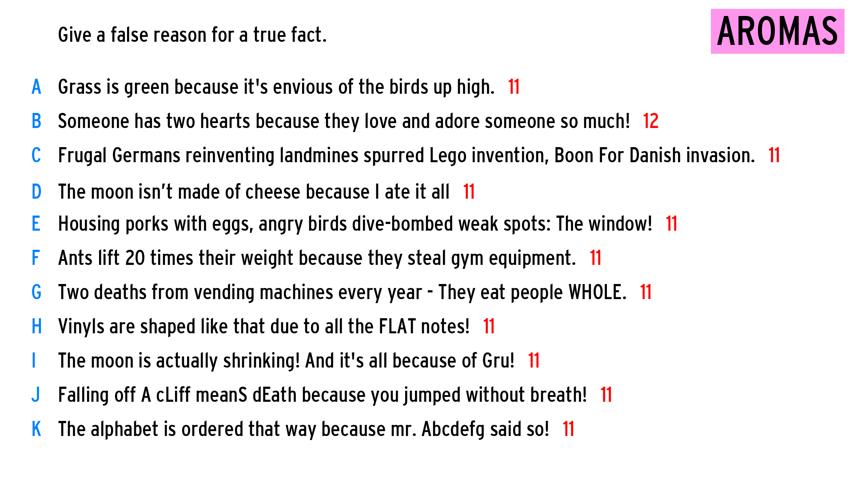 Give a false reason for a true fact.
AROMAS
A Grass is green because it's envious of the birds up high. 11
B Someone has two hearts because they love and adore someone so much! 12
C Frugal Germans reinventing landmines spurred Lego invention, Boon For Danish invasion. 11
D The moon isn’t made of cheese because I ate it all 11
E Housing porks with eggs, angry birds dive-bombed weak spots: The window! 11
F Ants lift 20 times their weight because they steal gym equipment. 11
G Two deaths from vending machines every year - They eat people WHOLE. 11
H Vinyls are shaped like that due to all the FLAT notes! 11
I The moon is actually shrinking! And it's all because of Gru! 11
J Falling off A cLiff meanS dEath because you jumped without breath! 11
K The alphabet is ordered that way because mr. Abcdefg said so! 11